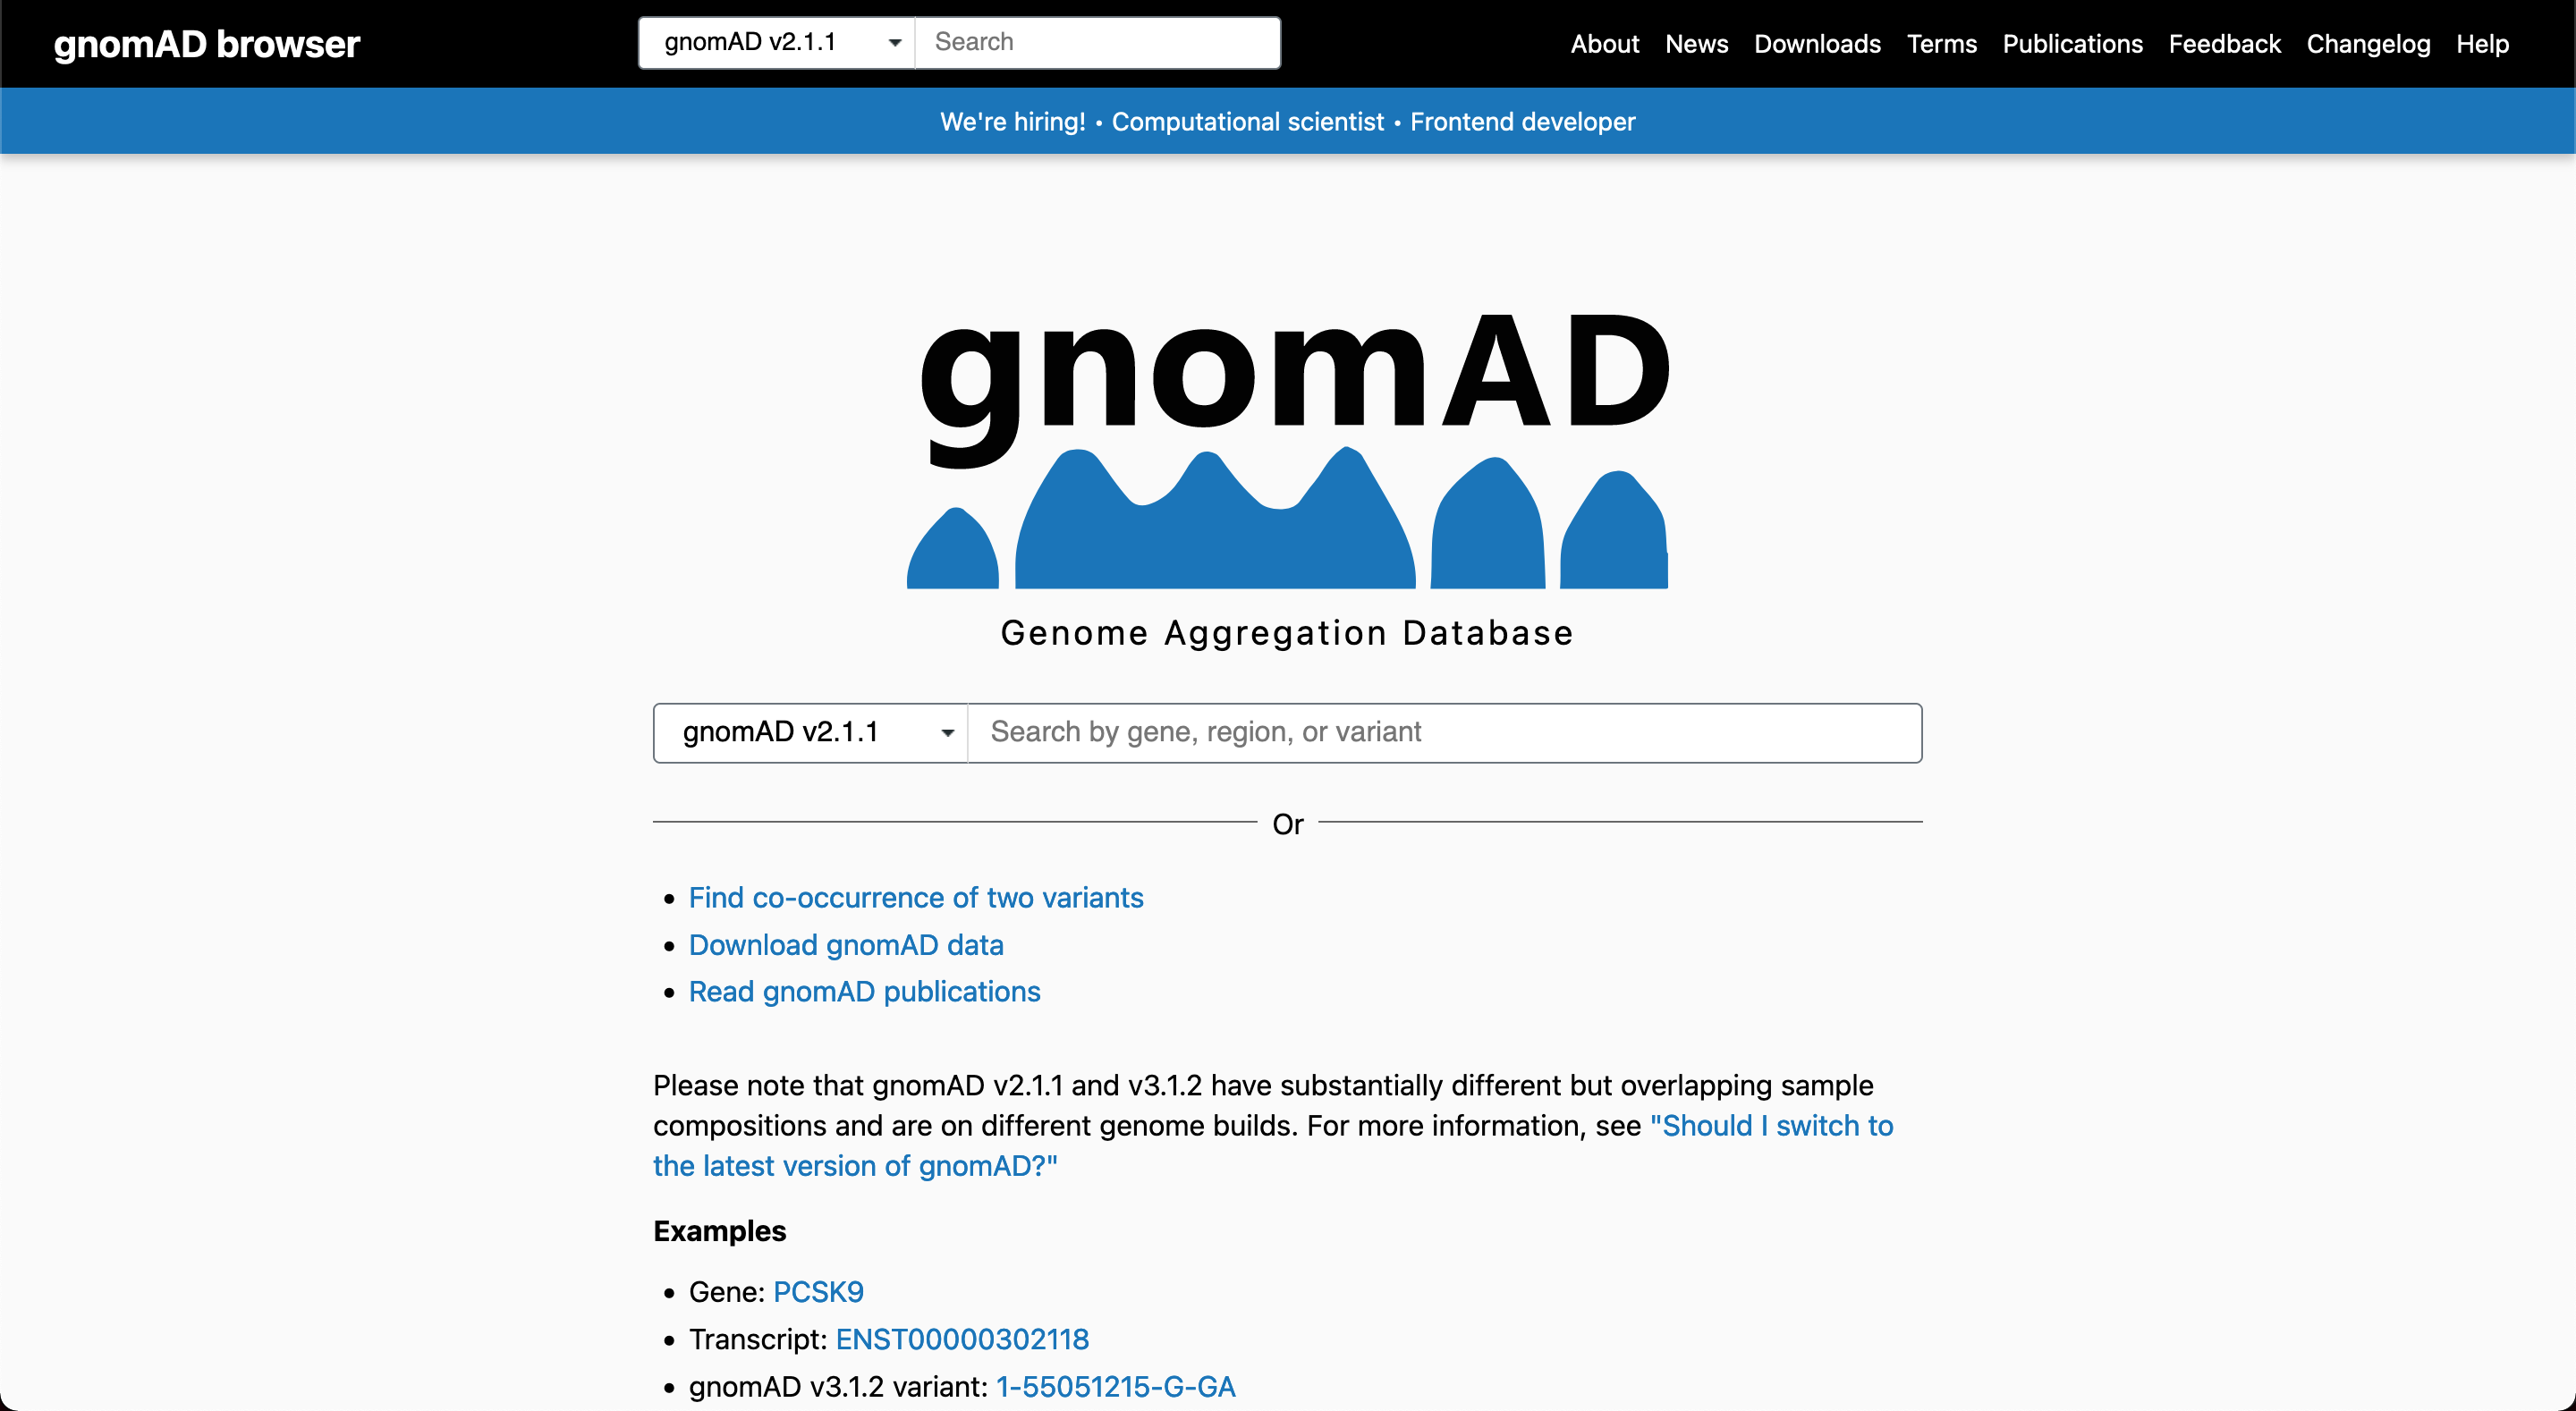 gnomAD browser
gnomAD v2.1.1
Search
About News Downloads Terms Publications Feedback Changelog Help
We're hiring! • Computational scientist • Frontend developer
gnomAD
Genome Aggregation Database
gnomAD v2.1.1
Search by gene, region, or variant
Or
• Find co-occurrence of two variants
• Download gnomAD data
• Read gnomAD publications
Please note that gnomAD v2.1.1 and v3.1.2 have substantially different but overlapping sample
compositions and are on different genome builds. For more information, see "Should I switch to
the latest version of gnomAD?"
Examples
• Gene: PCSK9
• Transcript: ENST00000302118
• gnomAD v3.1.2 variant: 1-55051215-G-GA